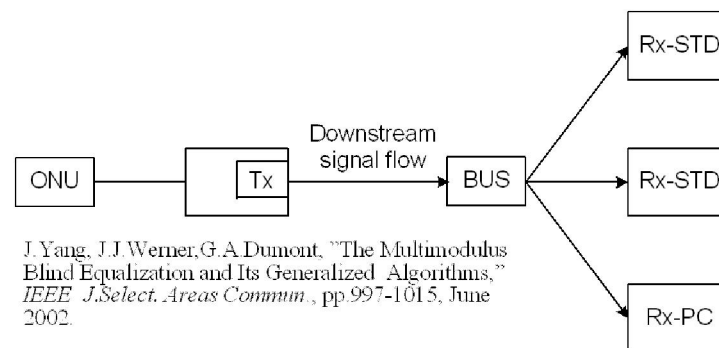 Rx-STD
Downstream
signal flow
ONU
Tx
BUS
Rx-STD
J.Yang, J.J.Werner,G.A.Dumont, ”The Multimodulus
Blind Equalization and Its Generalized Algorithms,”
IEEE J.Select. Areas Commun., pp.997-1015, June
2002.
Rx-PC